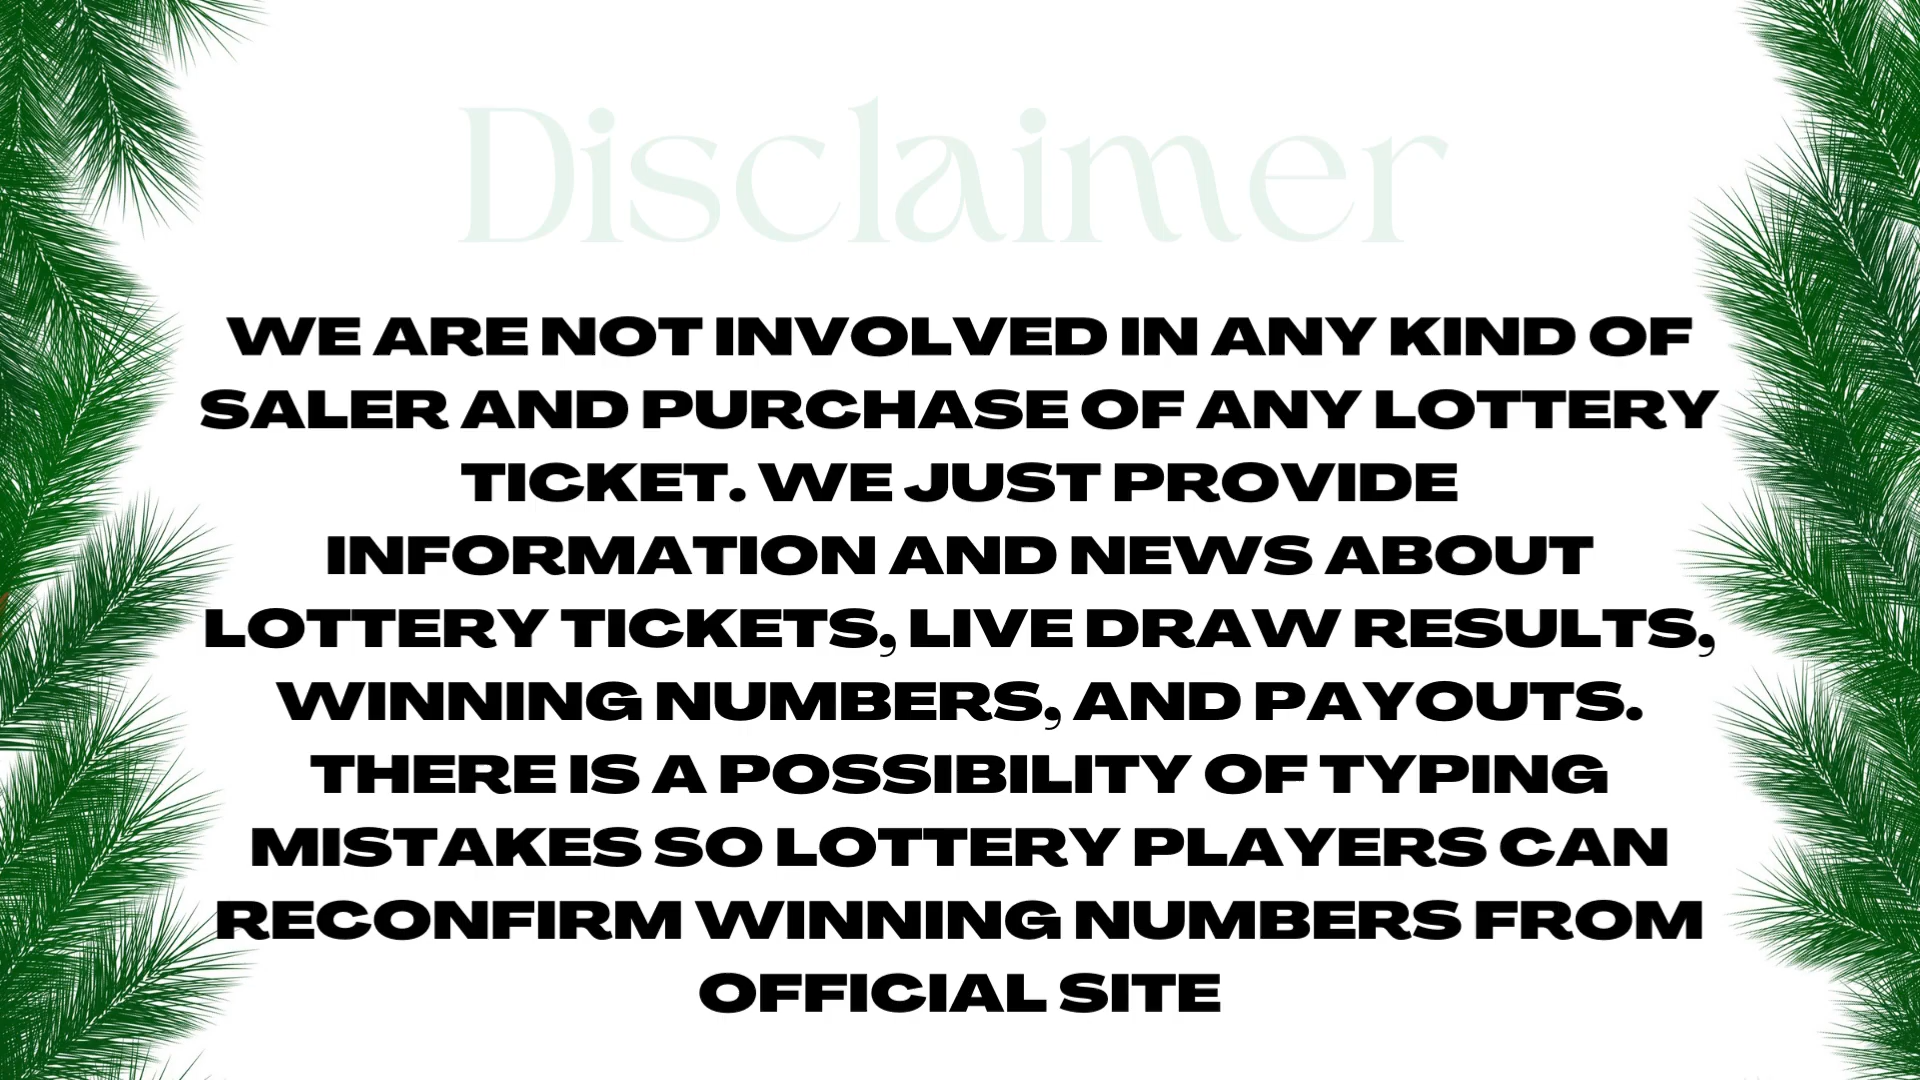 Disclaimer
WE ARE NOT INVOLVED IN ANY KIND OF
SALER AND PURCHASE OF ANY LOTTERY
TICKET. WE JUST PROVIDE
INFORMATION AND NEWS ABOUT
LOTTERY TICKETS, LIVE DRAW RESULTS,
WINNING NUMBERS, AND PAYOUTS.
THERE IS A POSSIBILITY OF TYPING
MISTAKES SO LOTTERY PLAYERS CAN
RECONFIRM WINNING NUMBERS FROM
OFFICIAL SITE